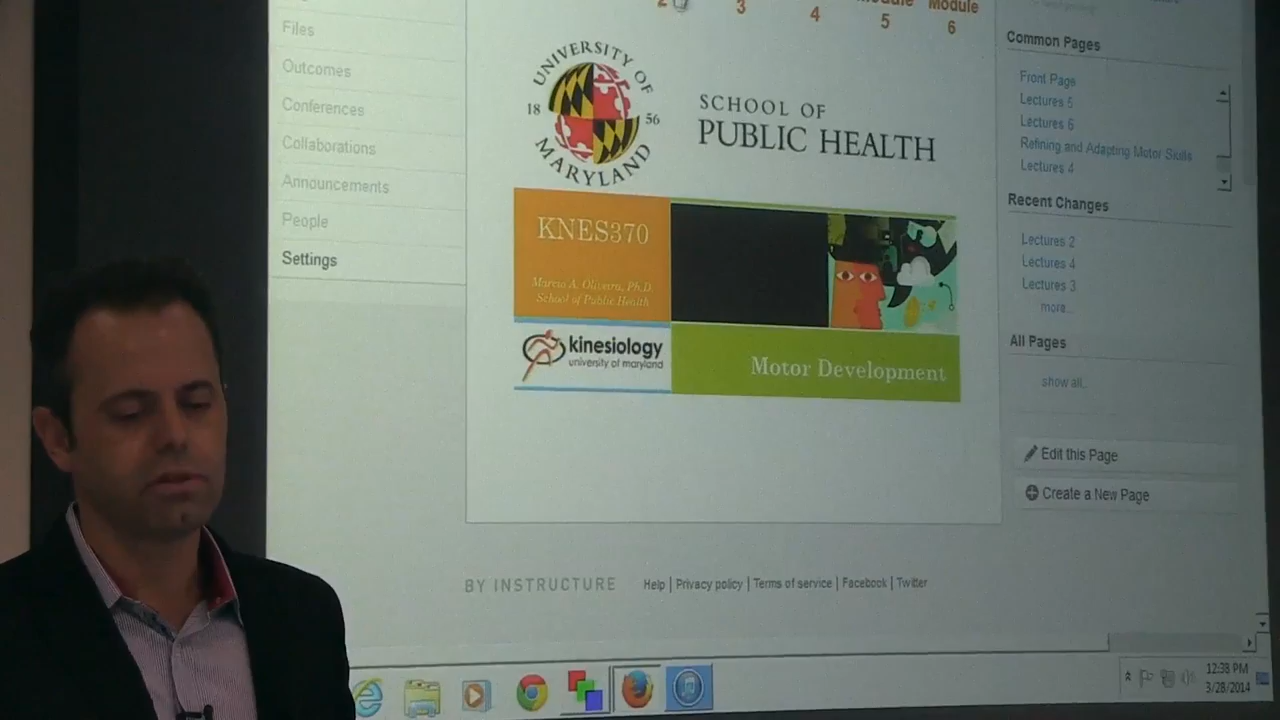 Files
Outcomes
Conferences
Collaborations
Announcements
People
Settings
2
3
4
Module
5
Module
6
UNIVERSITY OF
MARYLAND
18 56
SCHOOL OF
PUBLIC HEALTH
KNES370
Marcio A. Oliveira, Ph.D.
School of Public Health
kinesiology
university of maryland
Motor Development
Common Pages
Front Page
Lectures 5
Lectures 6
Refining and Adapting Motor Skills
Lectures 4
Recent Changes
Lectures 2
Lectures 4
Lectures 3
more..
All Pages
show all..
Edit this Page
Create a New Page
BY INSTRUCTURE
Help | Privacy policy | Terms of service | Facebook | Twitter
12:38 PM
3/28/2014